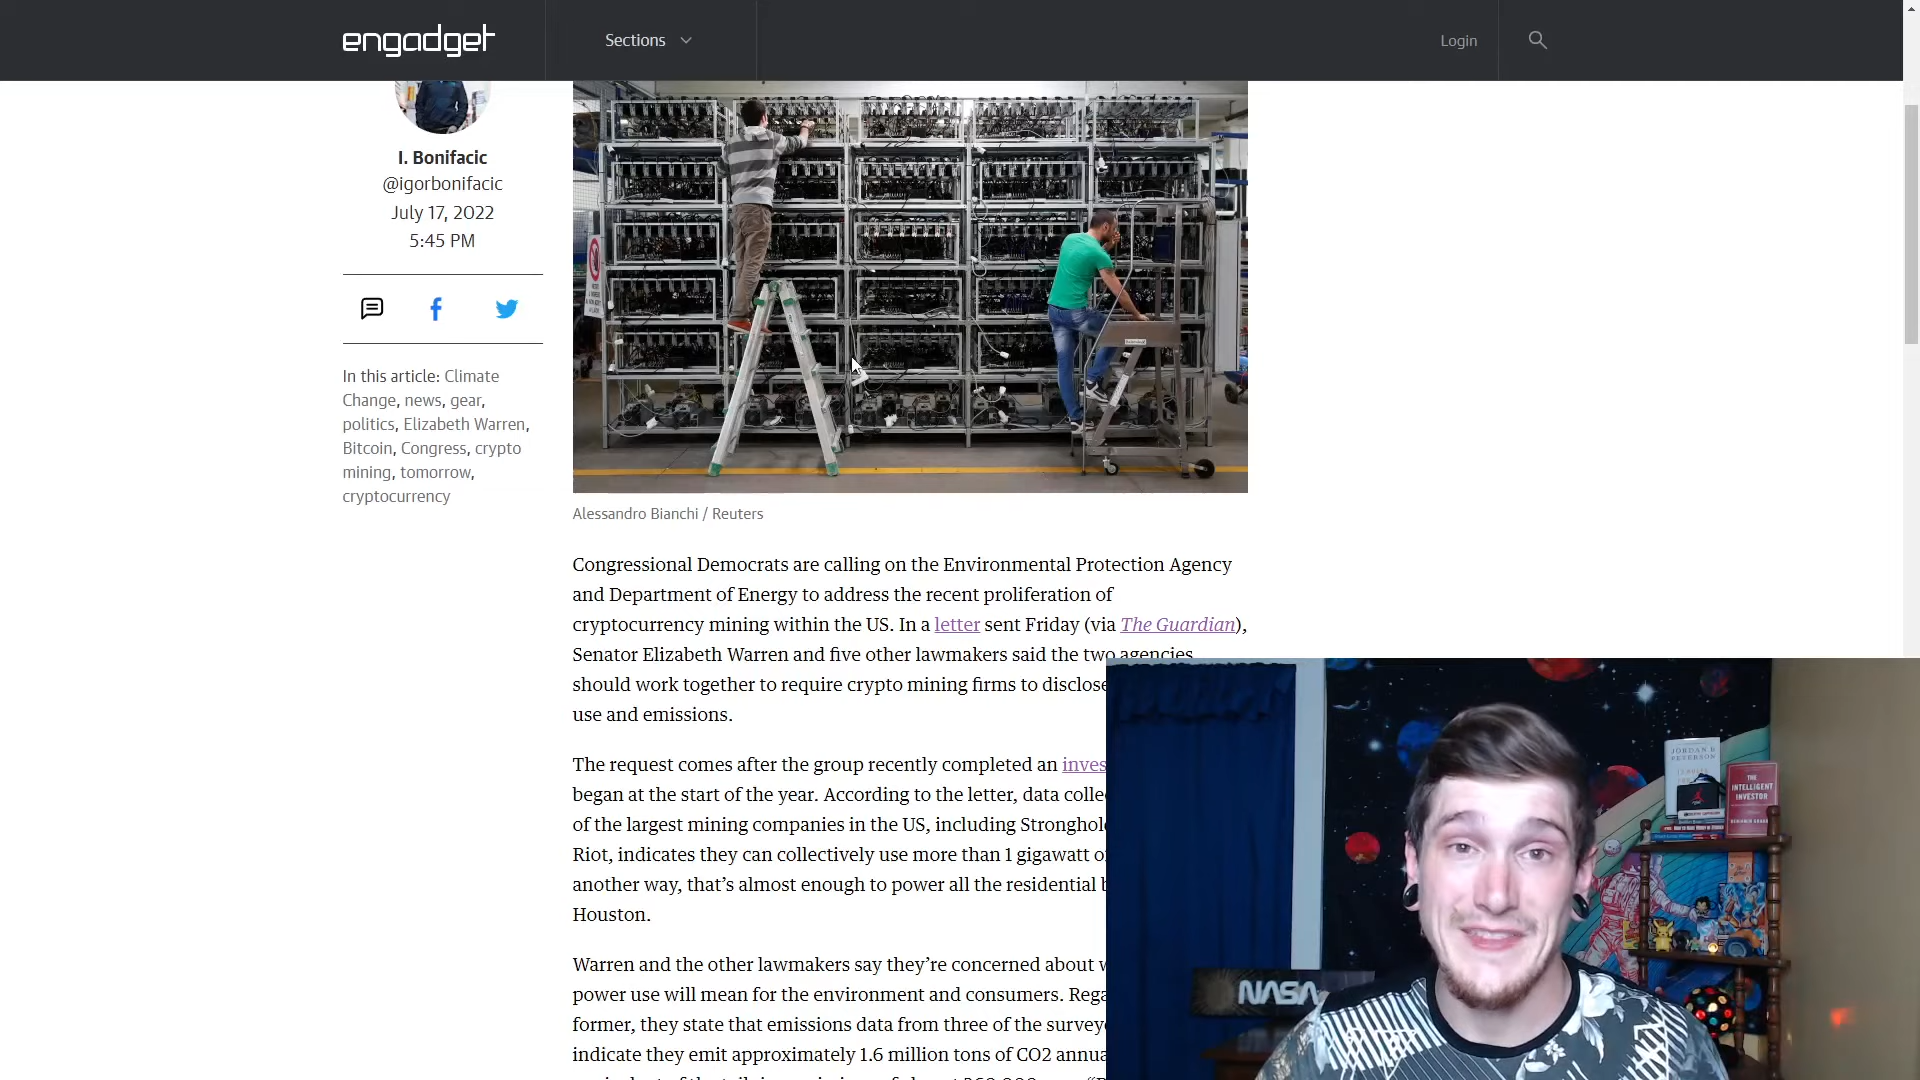 engadget
Sections
Login
I. Bonifacic
@igorbonifacic
July 17, 2022
5:45 PM
In this article: Climate
Change, news, gear,
politics, Elizabeth Warren,
Bitcoin, Congress, crypto
mining, tomorrow,
cryptocurrency
Alessandro Bianchi / Reuters
Congressional Democrats are calling on the Environmental Protection Agency
and Department of Energy to address the recent proliferation of
cryptocurrency mining within the US. In a letter sent Friday (via The Guardian),
Senator Elizabeth Warren and five other lawmakers said the two agencies
should work together to require crypto mining firms to disclose
use and emissions.
The request comes after the group recently completed an inves
began at the start of the year. According to the letter, data colle
of the largest mining companies in the US, including Stronghol
Riot, indicates they can collectively use more than 1 gigawatt o
another way, that's almost enough to power all the residential
Houston.
Warren and the other lawmakers say they're concerned about
power use will mean for the environment and consumers. Rega
former, they state that emissions data from three of the surveye
indicate they emit approximately 1.6 million tons of CO2 annua
JORDAN B
PETERSON
THE
INTELLIGENT
INVESTOR
NASA